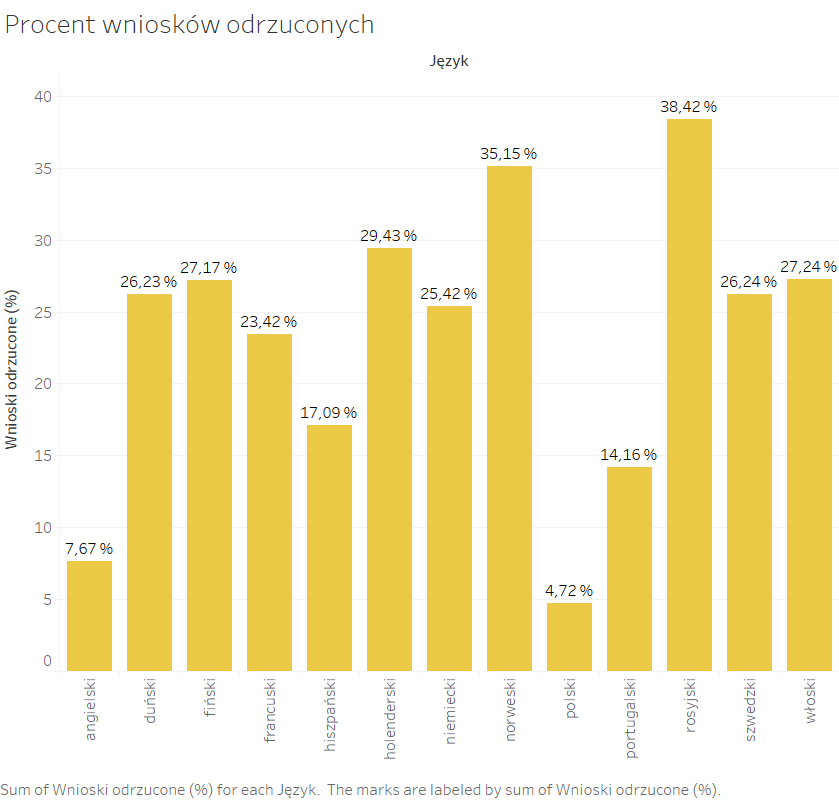 Procent wniosków odrzuconych
Język
Wnioski odrzucone (%)
40
35
30
25
20
15
10
5
0
7,67 %
26,23 %
27,17 %
23,42 %
17,09 %
29,43 %
25,42 %
35,15 %
4,72 %
14,16 %
38,42 %
26,24 %
27,24 %
angielski
duński
fiński
francuski
hiszpański
holenderski
niemiecki
norweski
polski
portugalski
rosyjski
szwedzki
włoski
Sum of Wnioski odrzucone (%) for each Język. The marks are labeled by sum of Wnioski odrzucone (%).